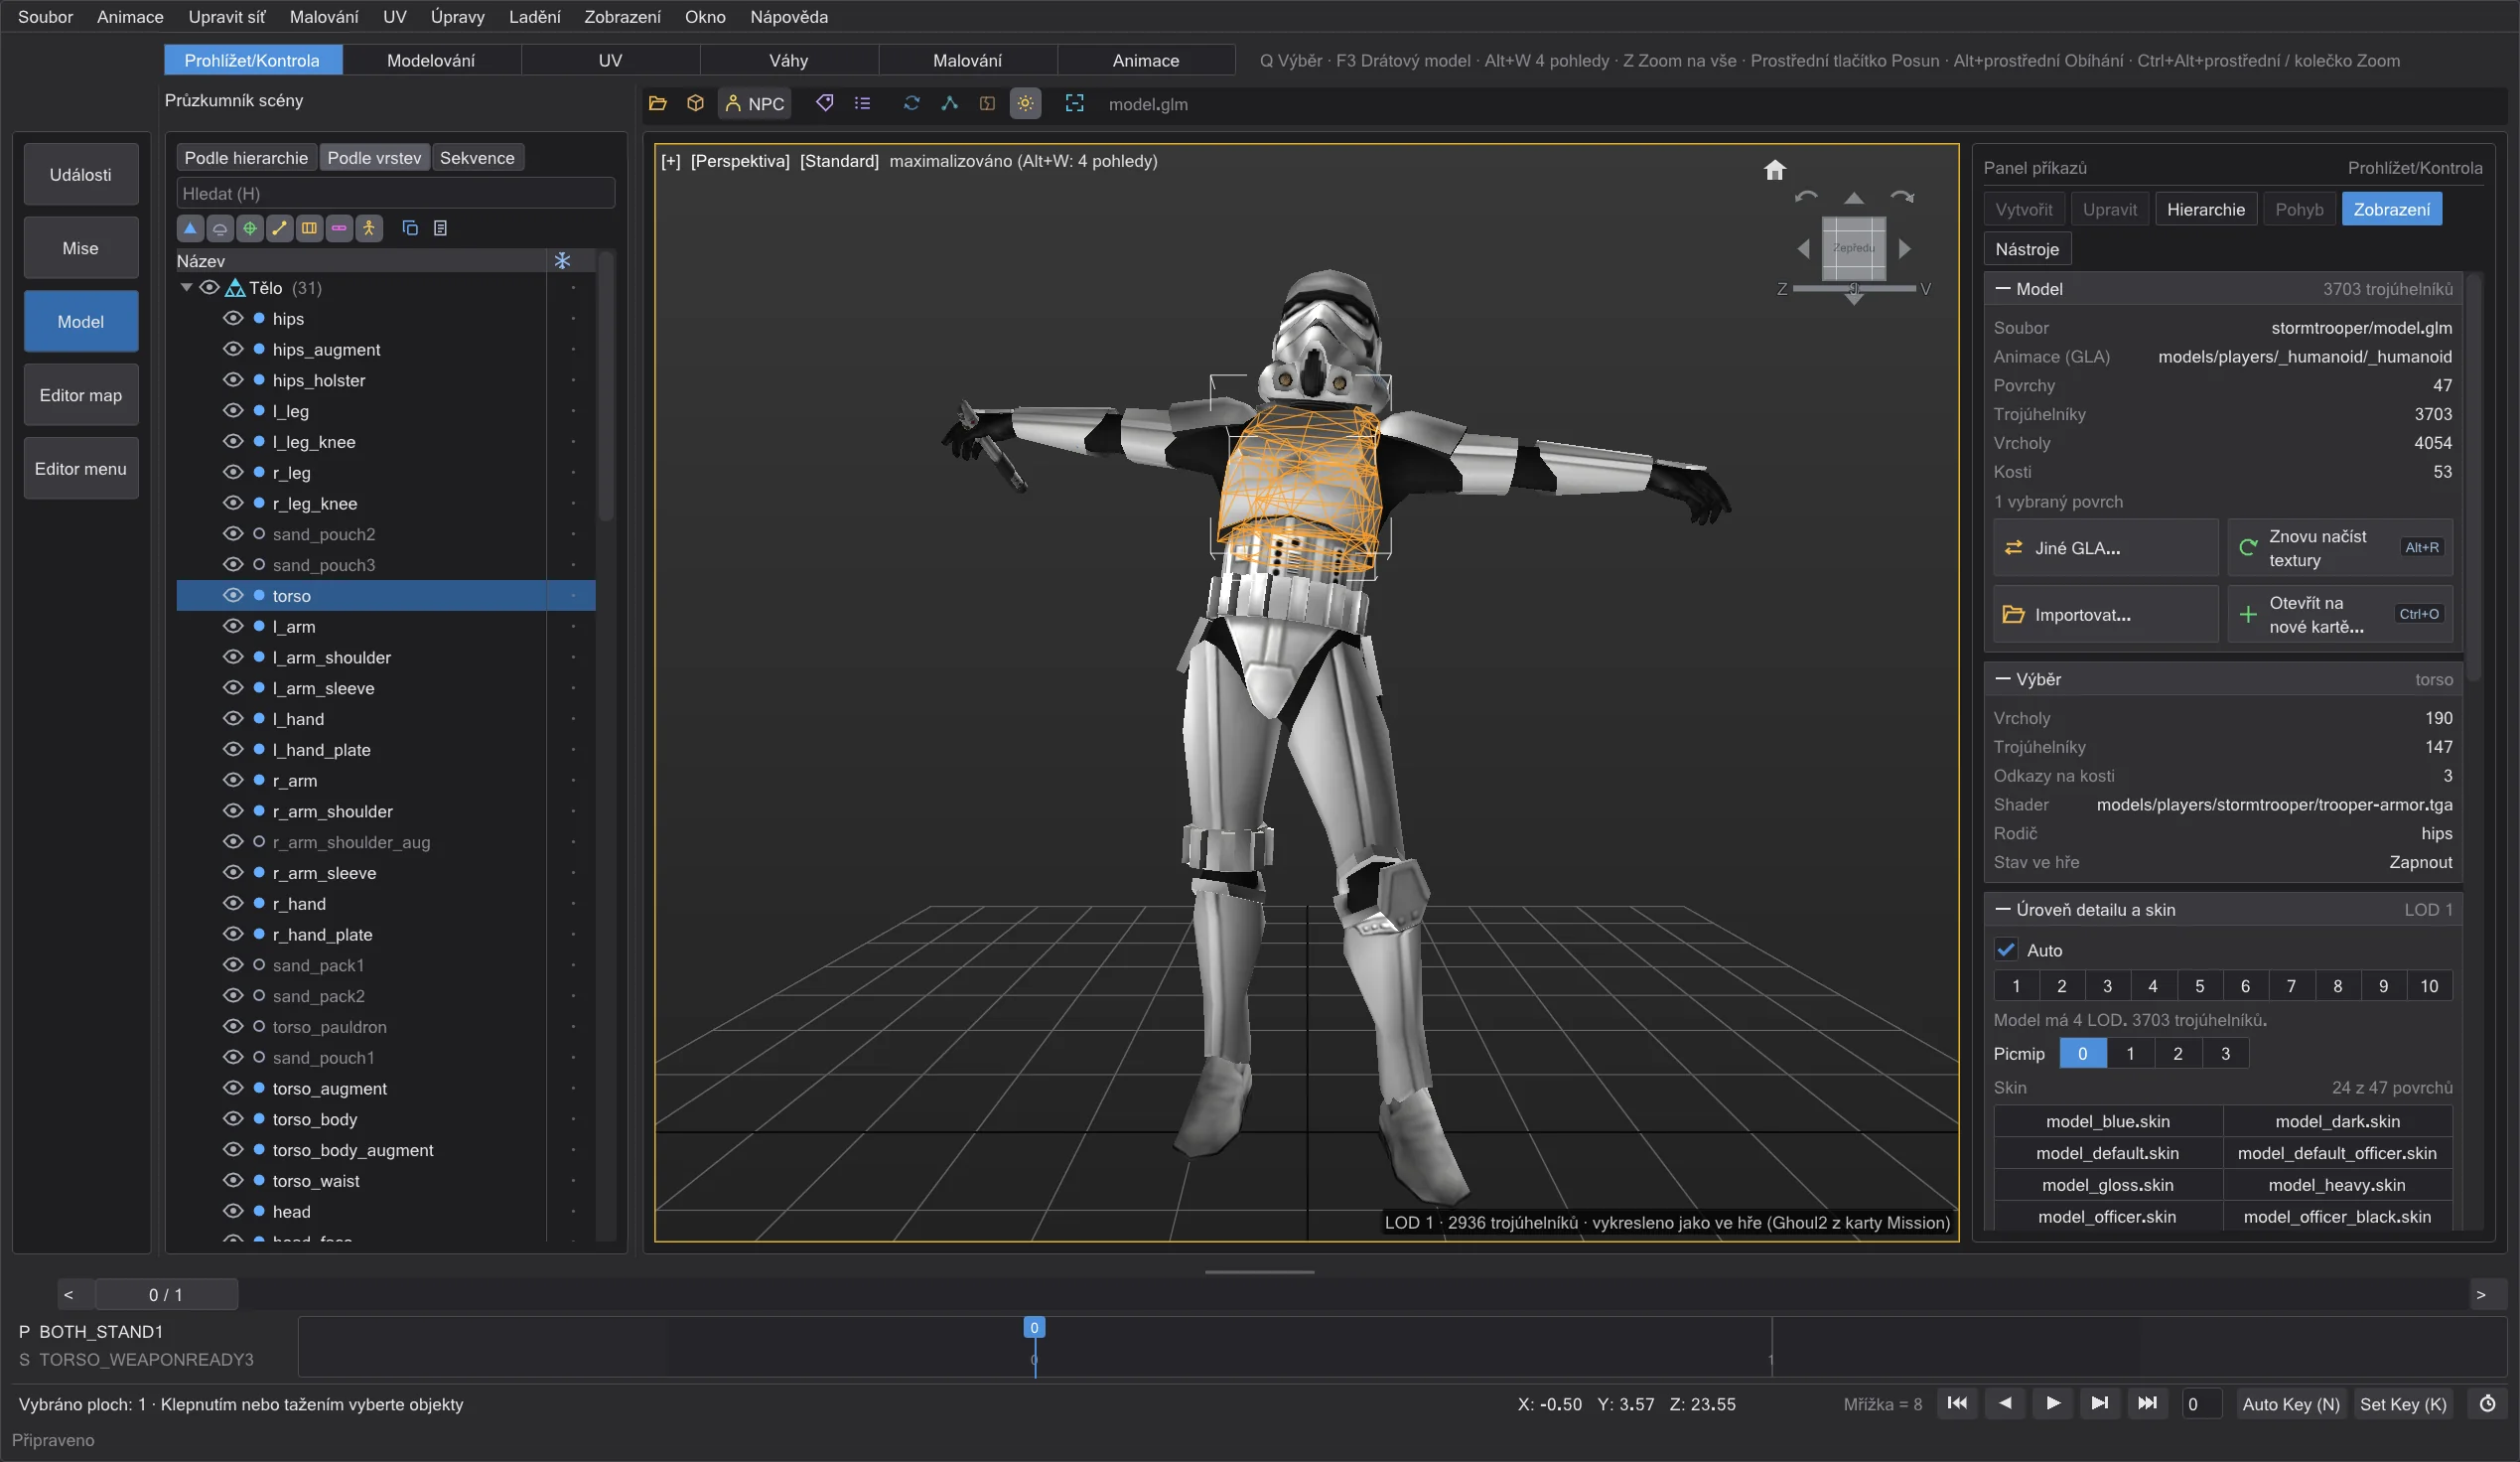 Soubor Animace Upravit síť Malování UV Úpravy Ladění Zobrazení Okno Nápověda
Prohlížet/Kontrola Modelování UV Váhy Malování Animace Q Výběr · F3 Drátový model · Alt+W 4 pohledy · Z Zoom na vše · Prostřední tlačítko Posun · Alt+prostřední Obíhání · Ctrl+Alt+prostřední / kolečko Zoom
Průzkumník scény
NPC model.glm
Události
Mise
Model
Editor map
Editor menu
Podle hierarchie Podle vrstev Sekvence
Hledat (H)
Název
Tělo (31)
hips
hips_augment
hips_holster
l_leg
l_leg_knee
r_leg
r_leg_knee
sand_pouch2
sand_pouch3
torso
l_arm
l_arm_shoulder
l_arm_sleeve
l_hand
l_hand_plate
r_arm
r_arm_shoulder
r_arm_shoulder_aug
r_arm_sleeve
r_hand
r_hand_plate
sand_pack1
sand_pack2
torso_pauldron
sand_pouch1
torso_augment
torso_body
torso_body_augment
torso_waist
head
[+] [Perspektiva] [Standard] maximalizováno (Alt+W: 4 pohledy)
Zepředu
Z V
LOD 1 · 2936 trojúhelníků · vykresleno jako ve hře (Ghoul2 z karty Mission)
Panel příkazů Prohlížet/Kontrola
Vytvořit Upravit Hierarchie Pohyb Zobrazení
Nástroje
Model 3703 trojúhelníků
Soubor stormtrooper/model.glm
Animace (GLA) models/players/_humanoid/_humanoid
Povrchy 47
Trojúhelníky 3703
Vrcholy 4054
Kosti 53
1 vybraný povrch
Jiné GLA...
Znovu načíst textury Alt+R
Importovat...
Otevřít na nové kartě... Ctrl+O
Výběr torso
Vrcholy 190
Trojúhelníky 147
Odkazy na kosti 3
Shader models/players/stormtrooper/trooper-armor.tga
Rodič hips
Stav ve hře Zapnout
Úroveň detailu a skin LOD 1
Auto
1 2 3 4 5 6 7 8 9 10
Model má 4 LOD. 3703 trojúhelníků.
Picmip 0 1 2 3
Skin 24 z 47 povrchů
model_blue.skin model_dark.skin
model_default.skin model_default_officer.skin
model_gloss.skin model_heavy.skin
model_officer.skin model_officer_black.skin
< 0 / 1 >
P BOTH_STAND1
S TORSO_WEAPONREADY3
0
0 1
Vybráno ploch: 1 · Klepnutím nebo tažením vyberte objekty X: -0.50 Y: 3.57 Z: 23.55 Mřížka = 8 0 Auto Key (N) Set Key (K)
Připraveno